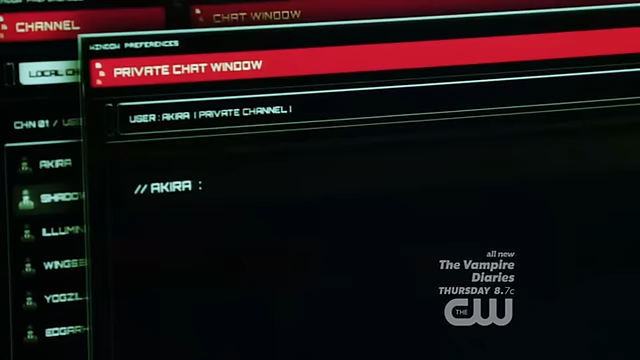 CHANNEL
CHAT WINDOW
WINDOW PREFERENCES
PRIVATE CHAT WINDOW
LOCAL
CHN 01 /
USER : AKIRA | PRIVATE CHANNEL |
AKIRA
// AKIRA :
all new
The Vampire
Diaries
THURSDAY 8.7c
THE CW